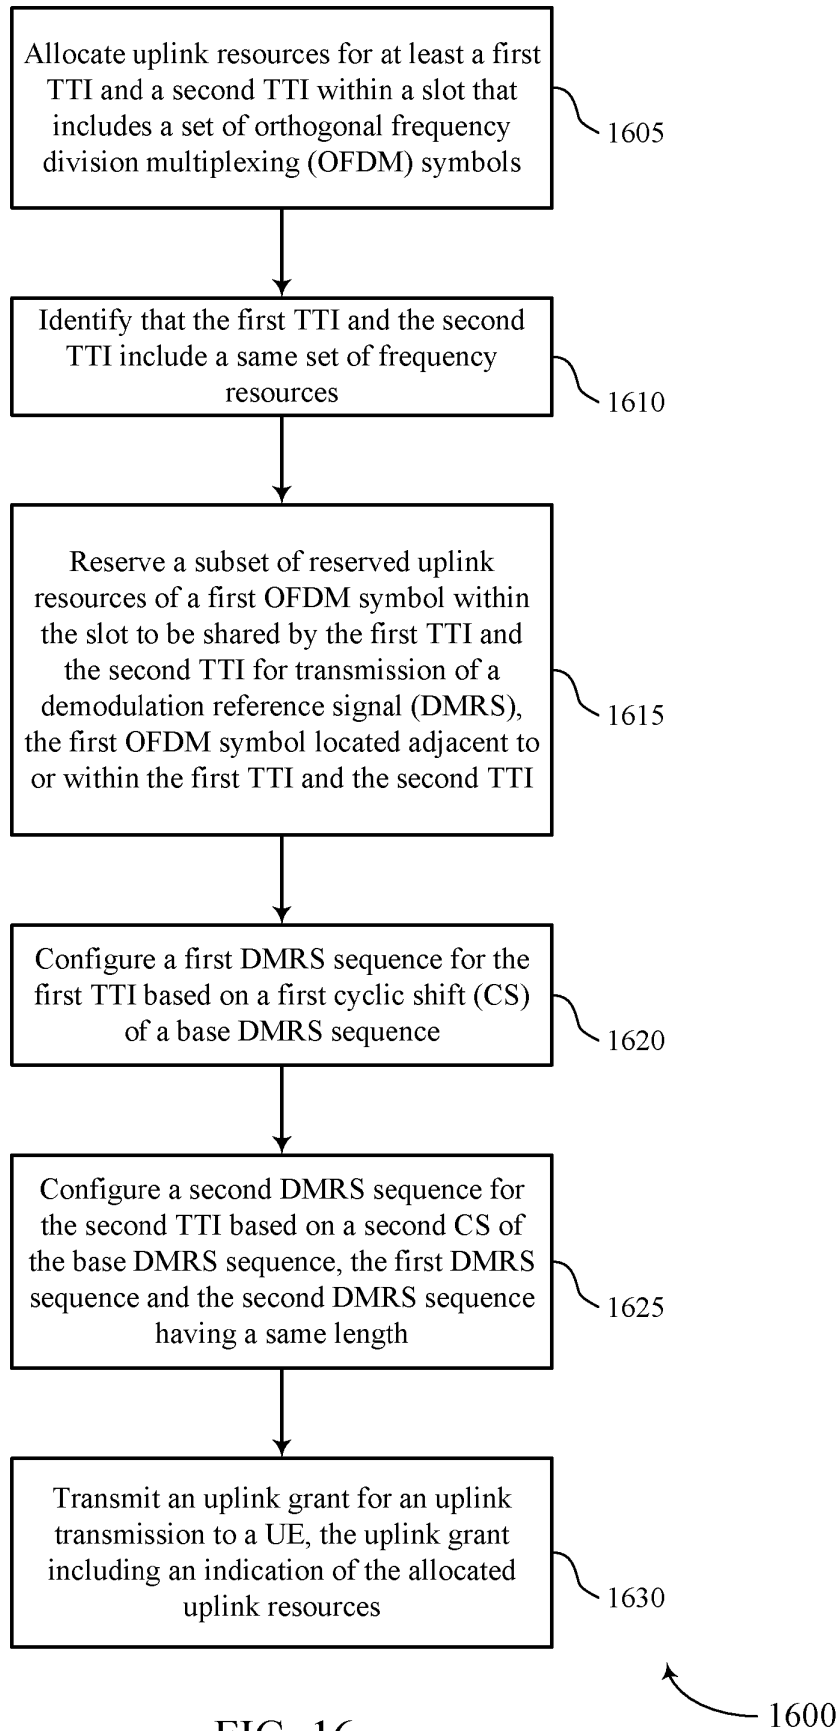 Allocate uplink resources for at least a first
TTI and a second TTI within a slot that
includes a set of orthogonal frequency
division multiplexing (OFDM) symbols
1605
Identify that the first TTI and the second
TTI include a same set of frequency
resources
1610
Reserve a subset of reserved uplink
resources of a first OFDM symbol within
the slot to be shared by the first TTI and
the second TTI for transmission of a
demodulation reference signal (DMRS),
the first OFDM symbol located adjacent to
or within the first TTI and the second TTI
1615
Configure a first DMRS sequence for the
first TTI based on a first cyclic shift (CS)
of a base DMRS sequence
1620
Configure a second DMRS sequence for
the second TTI based on a second CS of
the base DMRS sequence, the first DMRS
sequence and the second DMRS sequence
having a same length
1625
Transmit an uplink grant for an uplink
transmission to a UE, the uplink grant
including an indication of the allocated
uplink resources
1630
1600
FIG. 16